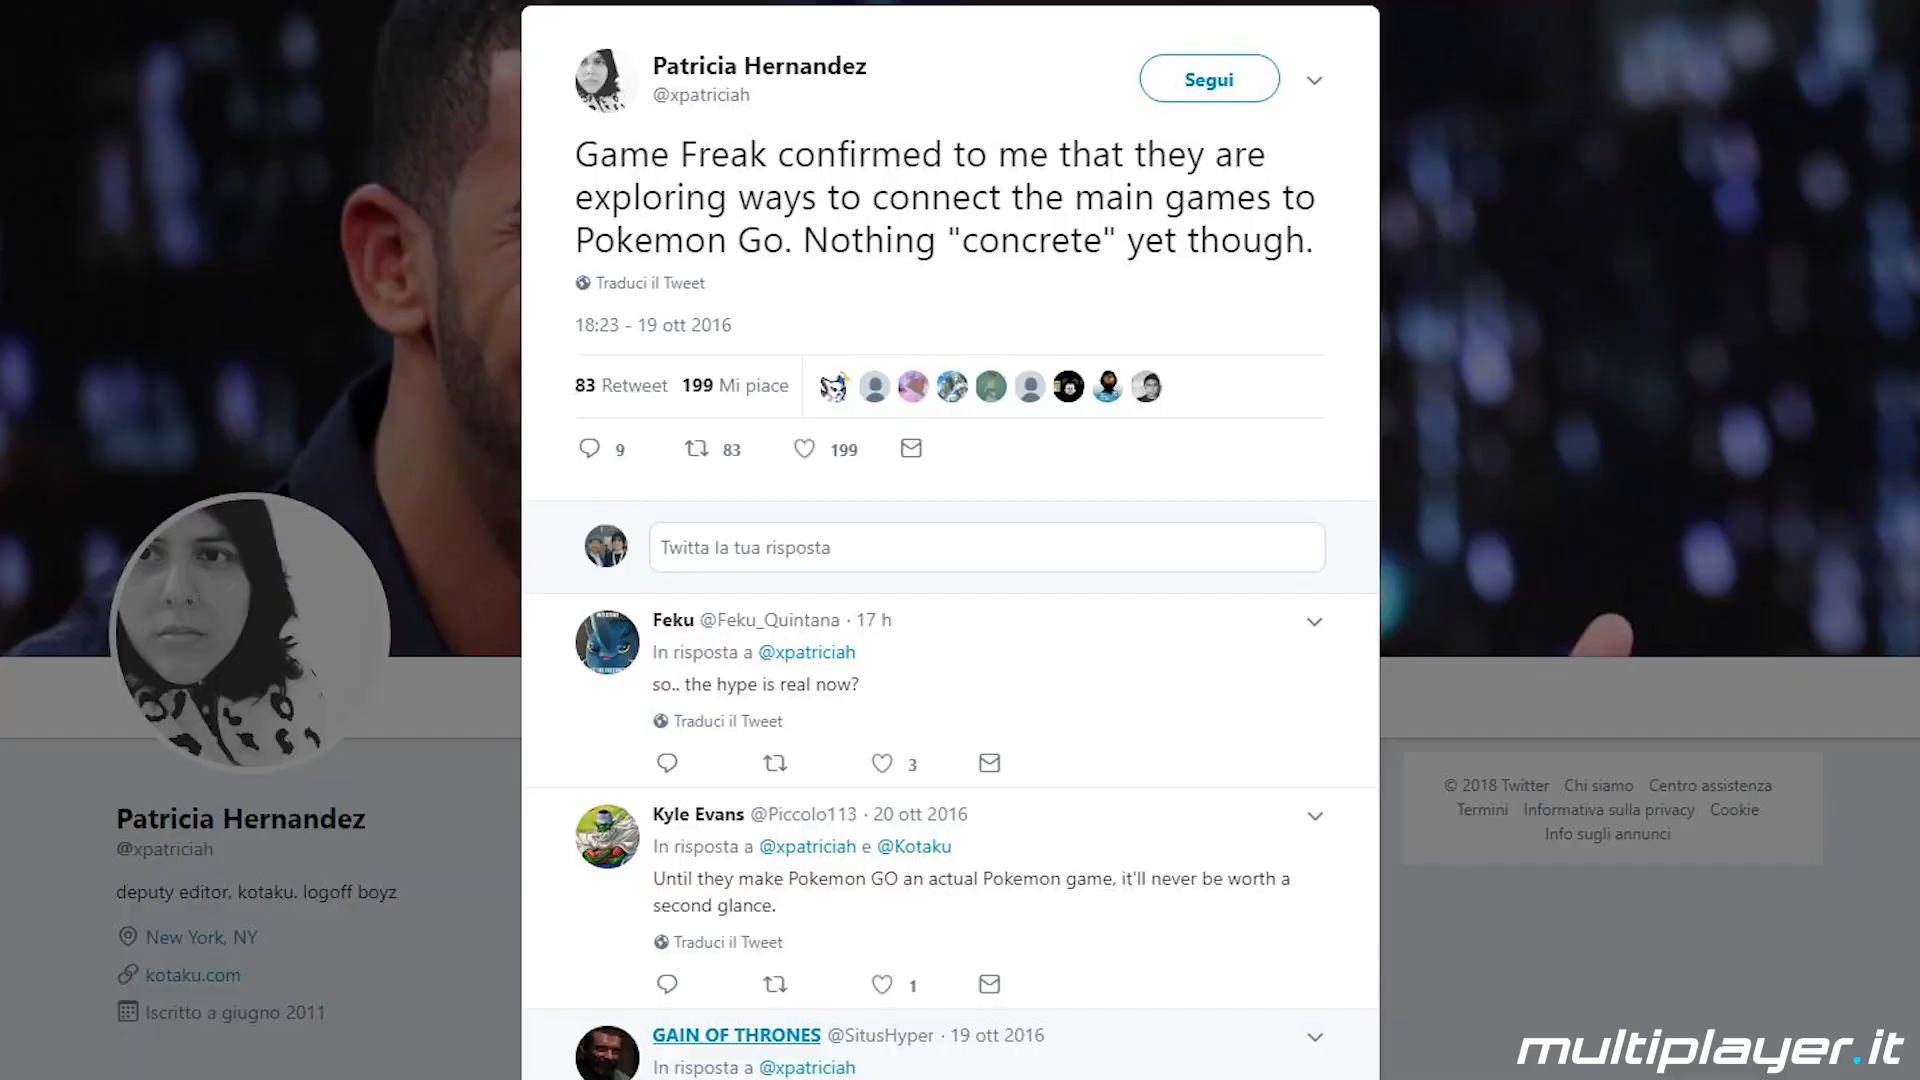 Patricia Hernandez
@xpatriciah
Segui
Game Freak confirmed to me that they are
exploring ways to connect the main games to
Pokemon Go. Nothing "concrete" yet though.
Traduci il Tweet
18:23 - 19 ott 2016
83 Retweet 199 Mi piace
9 83 199
Twitta la tua risposta
Feku @Feku_Quintana · 17 h
In risposta a @xpatriciah
so.. the hype is real now?
Traduci il Tweet
3
Kyle Evans @Piccolo113 · 20 ott 2016
In risposta a @xpatriciah e @Kotaku
Until they make Pokemon GO an actual Pokemon game, it'll never be worth a
second glance.
Traduci il Tweet
1
GAIN OF THRONES @SitusHyper · 19 ott 2016
In risposta a @xpatriciah
Patricia Hernandez
@xpatriciah
deputy editor, kotaku. logoff boyz
New York, NY
kotaku.com
Iscritto a giugno 2011
© 2018 Twitter Chi siamo Centro assistenza
Termini Informativa sulla privacy Cookie
Info sugli annunci
multiplayer.it